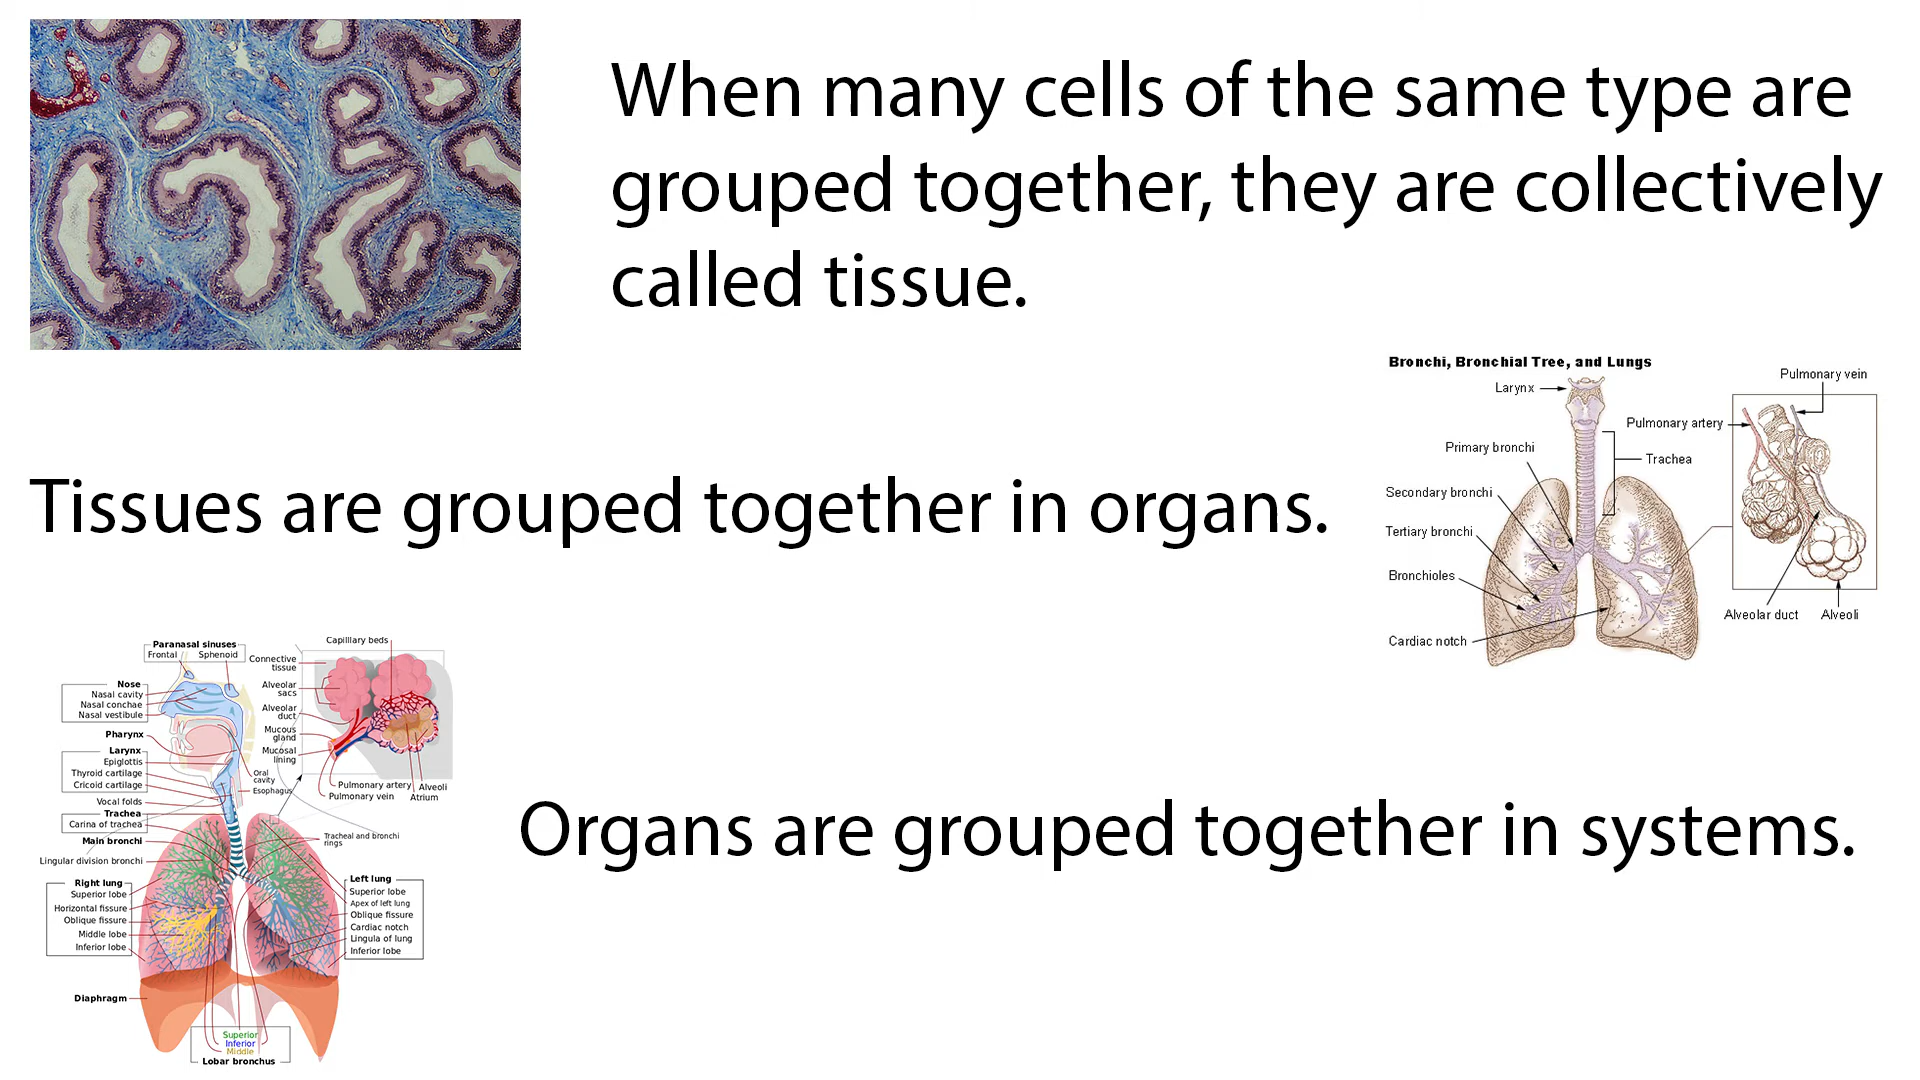 When many cells of the same type are
grouped together, they are collectively
called tissue.
Bronchi, Bronchial Tree, and Lungs
Larynx
Pulmonary vein
Pulmonary artery
Primary bronchi
Trachea
Secondary bronchi
Tertiary bronchi
Bronchioles
Alveolar duct
Alveoli
Cardiac notch
Tissues are grouped together in organs.
Paranasal sinuses
Frontal
Sphenoid
Nose
Nasal cavity
Nasal conchae
Nasal vestibule
Pharynx
Larynx
Epiglottis
Thyroid cartilage
Cricoid cartilage
Vocal folds
Trachea
Carina of trachea
Main bronchi
Lingular division bronchi
Right lung
Superior lobe
Horizontal fissure
Oblique fissure
Middle lobe
Inferior lobe
Diaphragm
Capillary beds
Connective
tissue
Alveolar
sacs
Alveolar
duct
Mucous
gland
Mucosal
lining
Oral
cavity
Esophagus
Pulmonary artery
Pulmonary vein
Alveoli
Atrium
Tracheal and bronchi
rings
Left lung
Superior lobe
Apex of left lung
Oblique fissure
Cardiac notch
Lingula of lung
Inferior lobe
Superior
Inferior
Middle
Lobar bronchus
Organs are grouped together in systems.